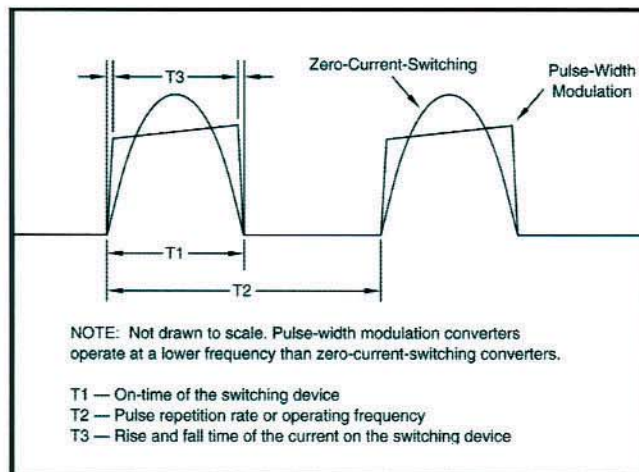 T3
Zero-Current-Switching
Pulse-Width
Modulation
T1
T2
NOTE: Not drawn to scale. Pulse-width modulation converters
operate at a lower frequency than zero-current-switching converters.
T1 — On-time of the switching device
T2 — Pulse repetition rate or operating frequency
T3 — Rise and fall time of the current on the switching device